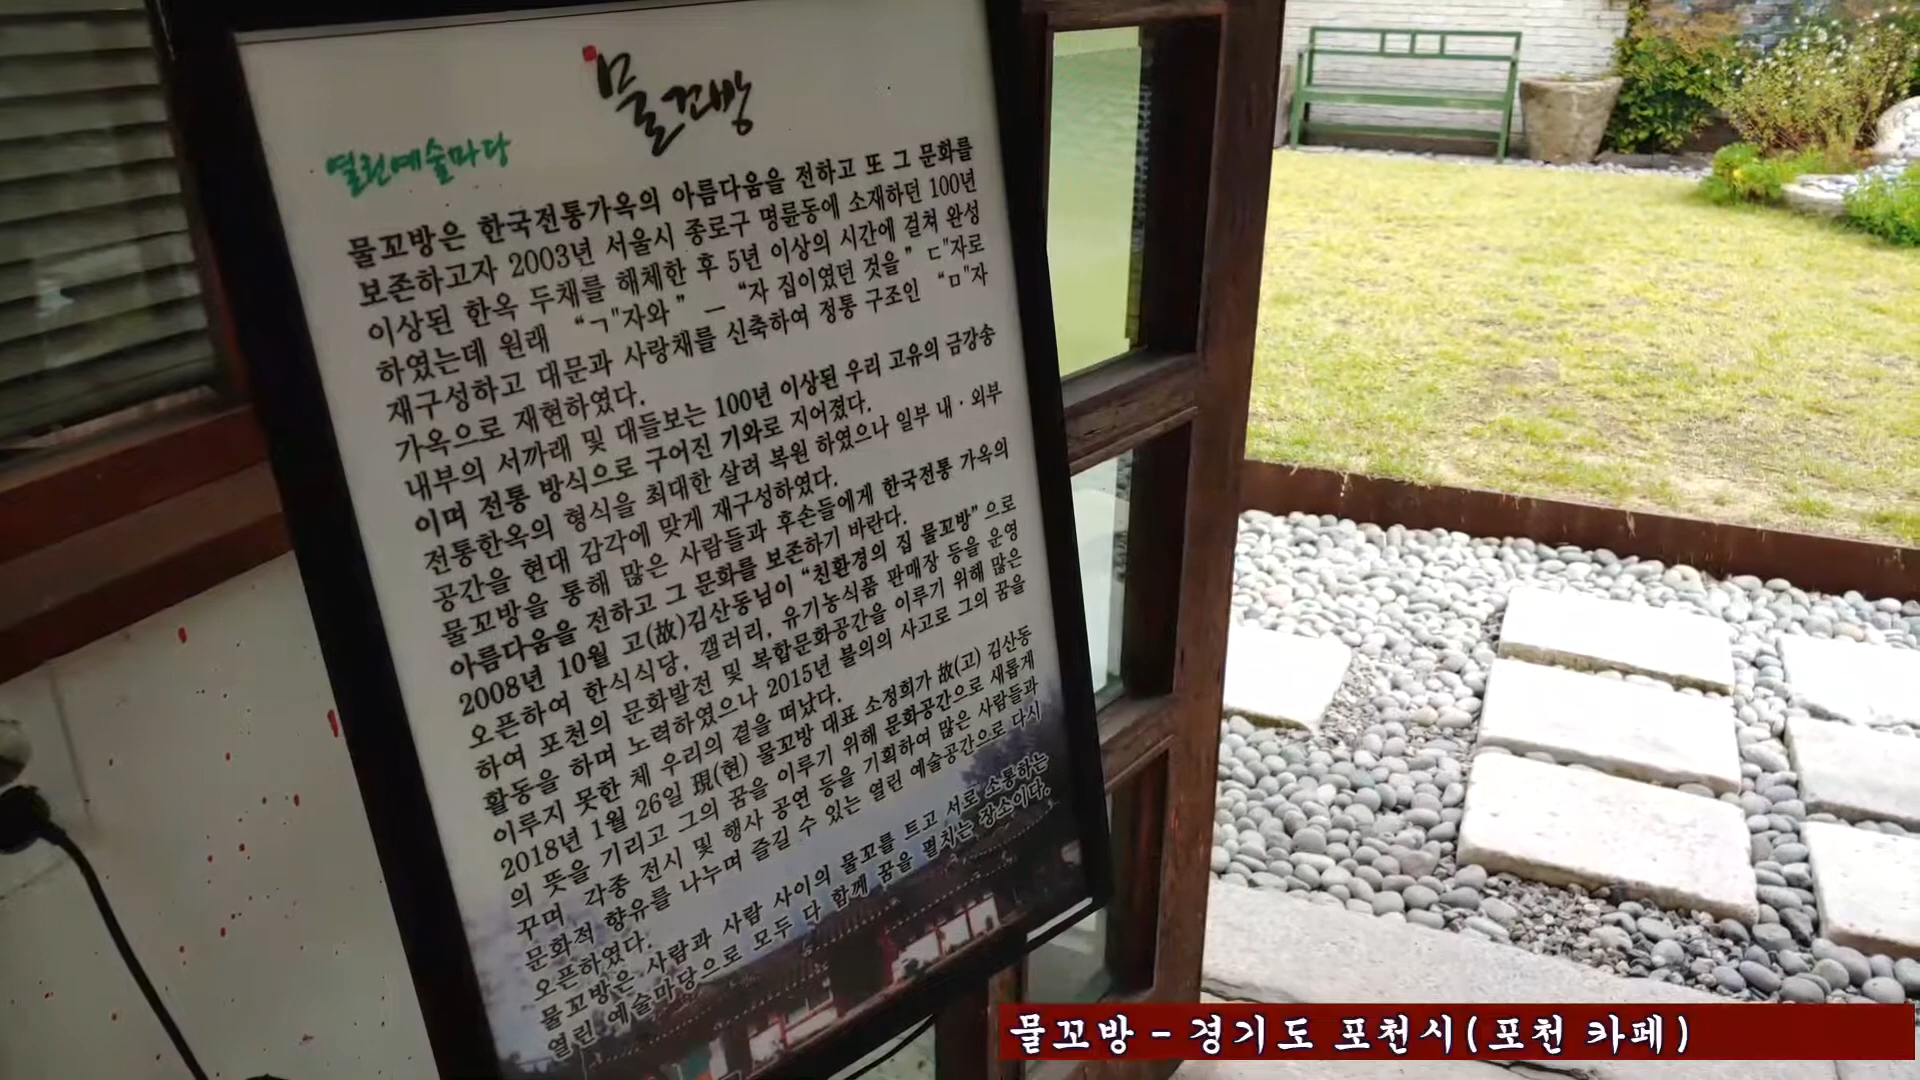 물꼬방
열린예술마당
물꼬방은 한국전통가옥의 아름다움을 전하고 또 그 문화를
보존하고자 2003년 서울시 종로구 명륜동에 소재하던 100년
이상된 한옥 두채를 해체한 후 5년 이상의 시간에 걸쳐 완성
하였는데 원래 “ㄱ"자와 ” ㅡ “자 집이였던 것을” ㄷ"자로
재구성하고 대문과 사랑채를 신축하여 정통 구조인 “ㅁ"자
가옥으로 재현하였다.
내부의 서까래 및 대들보는 100년 이상된 우리 고유의 금강송
이며 전통 방식으로 구어진 기와로 지어졌다.
전통한옥의 형식을 최대한 살려 복원 하였으나 일부 내·외부
공간을 현대 감각에 맞게 재구성하였다.
물꼬방을 통해 많은 사람들과 후손들에게 한국전통 가옥의
아름다움을 전하고 그 문화를 보존하기 바란다.
2008년 10월 고(故)김산동님이 “친환경의 집 물꼬방”으로
오픈하여 한식식당, 갤러리, 유기농식품 판매장 등을 운영
하여 포천의 문화발전 및 복합문화공간을 이루기 위해 많은
활동을 하며 노력하였으나 2015년 불의의 사고로 그의 꿈을
이루지 못한 채 우리의 곁을 떠났다.
2018년 1월 26일 現(현) 물꼬방 대표 소정희가 故(고) 김산동
의 뜻을 기리고 그의 꿈을 이루기 위해 문화공간으로 새롭게
꾸며 각종 전시 및 행사 공연 등을 기획하여 많은 사람들과
문화적 향유를 나누며 즐길 수 있는 열린 예술공간으로 다시
오픈하였다.
물꼬방은 사람과 사람 사이의 물꼬를 트고 서로 소통하는
열린 예술마당으로 모두 다 함께 꿈을 펼치는 장소이다.
물꼬방 - 경기도 포천시(포천 카페)